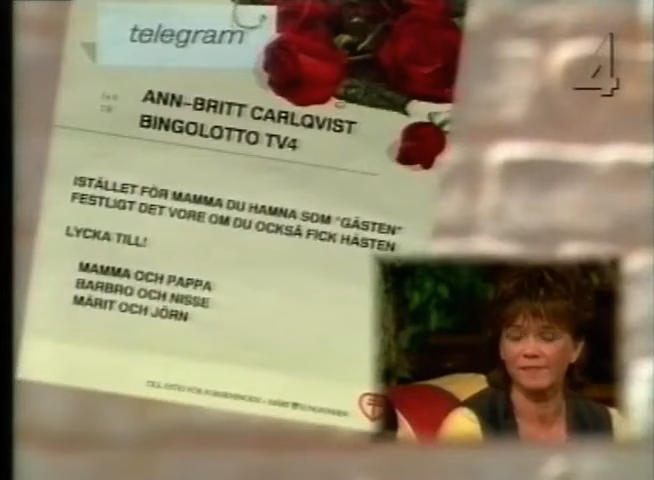 telegram
4
ANN-BRITT CARLQVIST
BINGOLOTTO TV4
ISTÄLLET FÖR MAMMA DU HAMNA SOM "GÄSTEN"
FESTLIGT DET VORE OM DU OCKSÅ FICK HÄSTEN
LYCKA TILL!
MAMMA OCH PAPPA
BARBRO OCH NISSE
MÄRIT OCH JÖRN